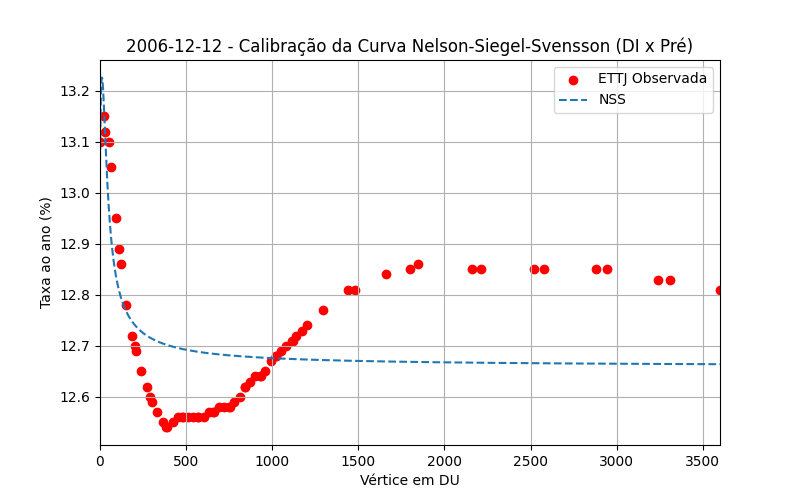 2006-12-12 - Calibração da Curva Nelson-Siegel-Svensson (DI x Pré)
ETTJ Observada
NSS
Taxa ao ano (%)
13.2
13.1
13.0
12.9
12.8
12.7
12.6
0 500 1000 1500 2000 2500 3000 3500
Vértice em DU